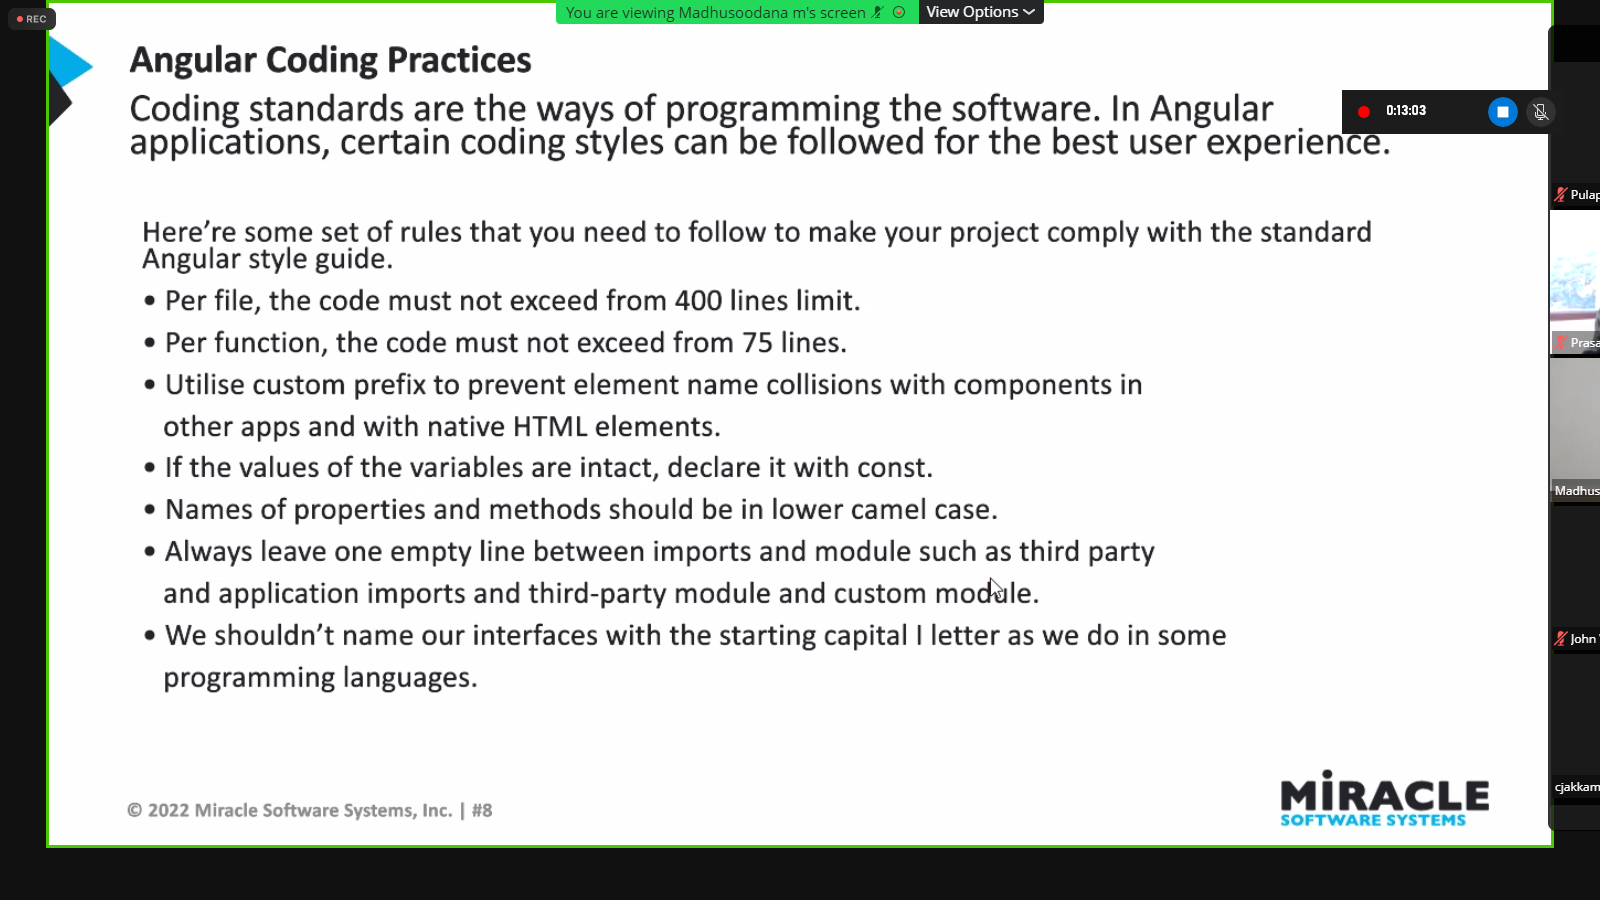 REC
You are viewing Madhusoodana m's screen
View Options
Angular Coding Practices
Coding standards are the ways of programming the software. In Angular
applications, certain coding styles can be followed for the best user experience.
0:13:03
Here’re some set of rules that you need to follow to make your project comply with the standard
Angular style guide.
• Per file, the code must not exceed from 400 lines limit.
• Per function, the code must not exceed from 75 lines.
• Utilise custom prefix to prevent element name collisions with components in
other apps and with native HTML elements.
• If the values of the variables are intact, declare it with const.
• Names of properties and methods should be in lower camel case.
• Always leave one empty line between imports and module such as third party
and application imports and third-party module and custom module.
• We shouldn’t name our interfaces with the starting capital I letter as we do in some
programming languages.
© 2022 Miracle Software Systems, Inc. | #8
MIRACLE
SOFTWARE SYSTEMS
Pulap
Prasa
Madhus
John
cjakkam